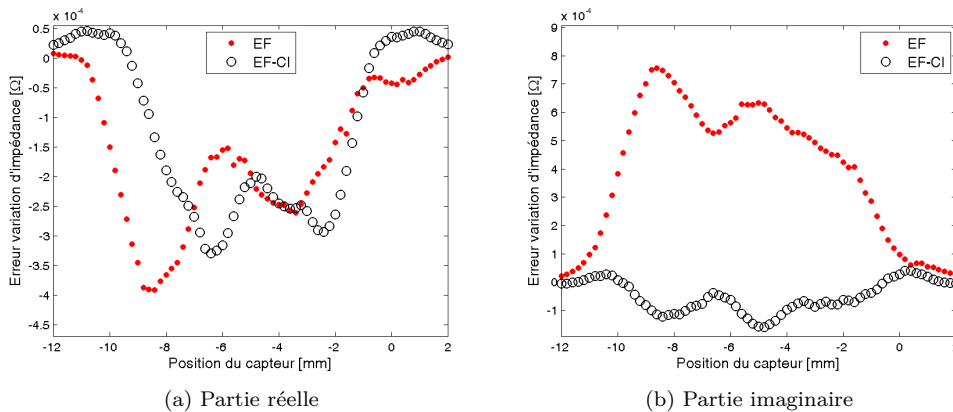 x 10⁻⁴
0.5
0
-0.5
-1
-1.5
-2
-2.5
-3
-3.5
-4
-4.5
Erreur variation d'impédance [Ω]
EF
EF-CI
-12 -10 -8 -6 -4 -2 0 2
Position du capteur [mm]
(a) Partie réelle
x 10⁻⁴
9
8
7
6
5
4
3
2
1
0
-1
Erreur variation d'impédance [Ω]
EF
EF-CI
-12 -10 -8 -6 -4 -2 0
Position du capteur [mm]
(b) Partie imaginaire